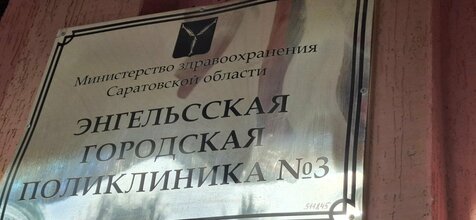 Министерство здравоохранения
Саратовской области
ЭНГЕЛЬССКАЯ
ГОРОДСКАЯ
ПОЛИКЛИНИКА №3